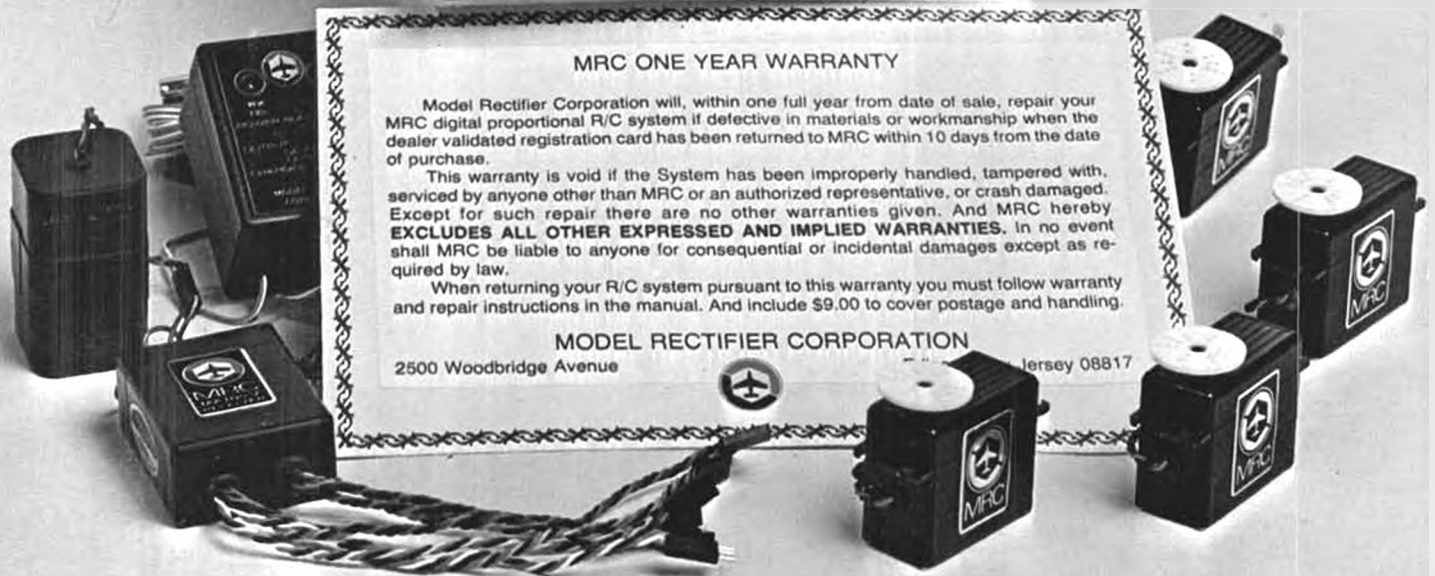 MRC ONE YEAR WARRANTY
Model Rectifier Corporation will, within one full year from date of sale, repair your
MRC digital proportional R/C system if defective in materials or workmanship when the
dealer validated registration card has been returned to MRC within 10 days from the date
of purchase.
This warranty is void if the System has been improperly handled, tampered with,
serviced by anyone other than MRC or an authorized representative, or crash damaged.
Except for such repair there are no other warranties given. And MRC hereby
EXCLUDES ALL OTHER EXPRESSED AND IMPLIED WARRANTIES. In no event
shall MRC be liable to anyone for consequential or incidental damages except as re-
quired by law.
When returning your R/C system pursuant to this warranty you must follow warranty
and repair instructions in the manual. And include $9.00 to cover postage and handling.
MODEL RECTIFIER CORPORATION
2500 Woodbridge Avenue Jersey 08817
MRC
MRC
MRC
MRC
MRC
RECEIVER